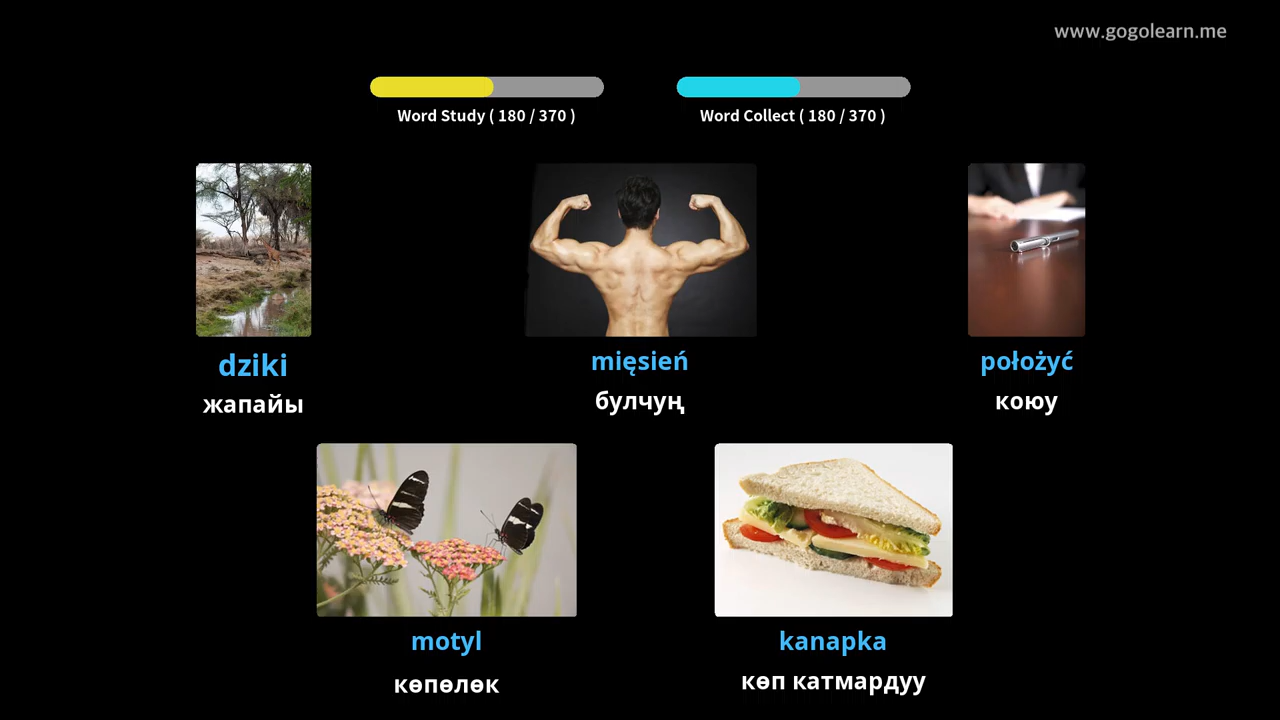 www.gogolearn.me
Word Study ( 180 / 370 )
Word Collect ( 180 / 370 )
dziki
жапайы
mięsień
булчуң
położyć
коюу
motyl
көпөлөк
kanapka
көп катмардуу